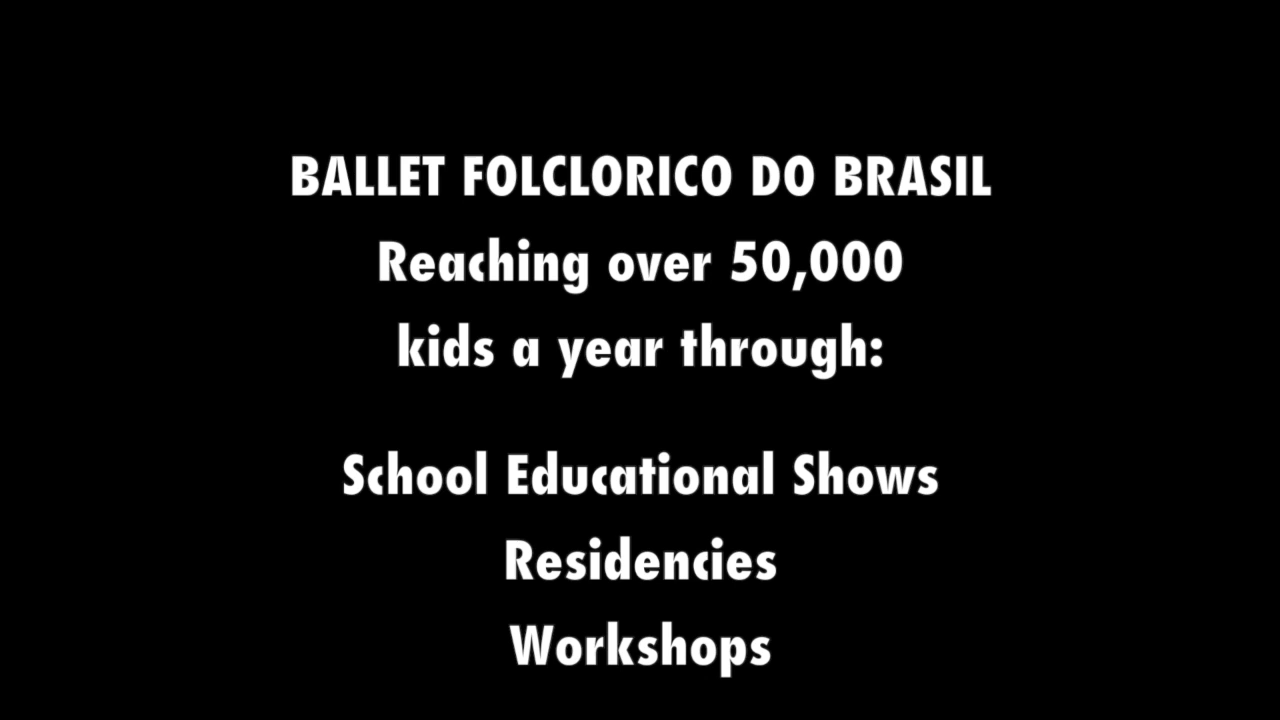 BALLET FOLCLORICO DO BRASIL
Reaching over 50,000
kids a year through:
School Educational Shows
Residencies
Workshops